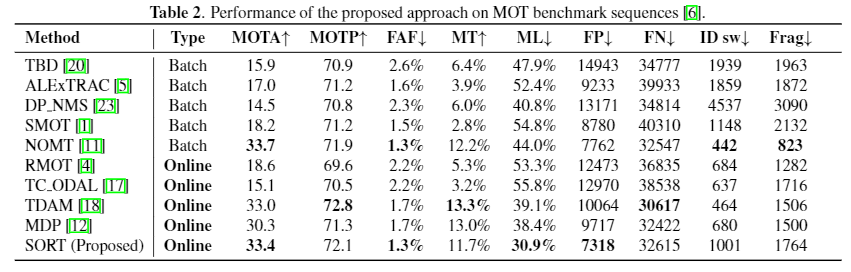 Table 2. Performance of the proposed approach on MOT benchmark sequences [6].
Method Type MOTA↑ MOTP↑ FAF↓ MT↑ ML↓ FP↓ FN↓ ID sw↓ Frag↓
TBD [20] Batch 15.9 70.9 2.6% 6.4% 47.9% 14943 34777 1939 1963
ALExTRAC [5] Batch 17.0 71.2 1.6% 3.9% 52.4% 9233 39933 1859 1872
DP_NMS [23] Batch 14.5 70.8 2.3% 6.0% 40.8% 13171 34814 4537 3090
SMOT [1] Batch 18.2 71.2 1.5% 2.8% 54.8% 8780 40310 1148 2132
NOMT [11] Batch 33.7 71.9 1.3% 12.2% 44.0% 7762 32547 442 823
RMOT [4] Online 18.6 69.6 2.2% 5.3% 53.3% 12473 36835 684 1282
TC_ODAL [17] Online 15.1 70.5 2.2% 3.2% 55.8% 12970 38538 637 1716
TDAM [18] Online 33.0 72.8 1.7% 13.3% 39.1% 10064 30617 464 1506
MDP [12] Online 30.3 71.3 1.7% 13.0% 38.4% 9717 32422 680 1500
SORT (Proposed) Online 33.4 72.1 1.3% 11.7% 30.9% 7318 32615 1001 1764